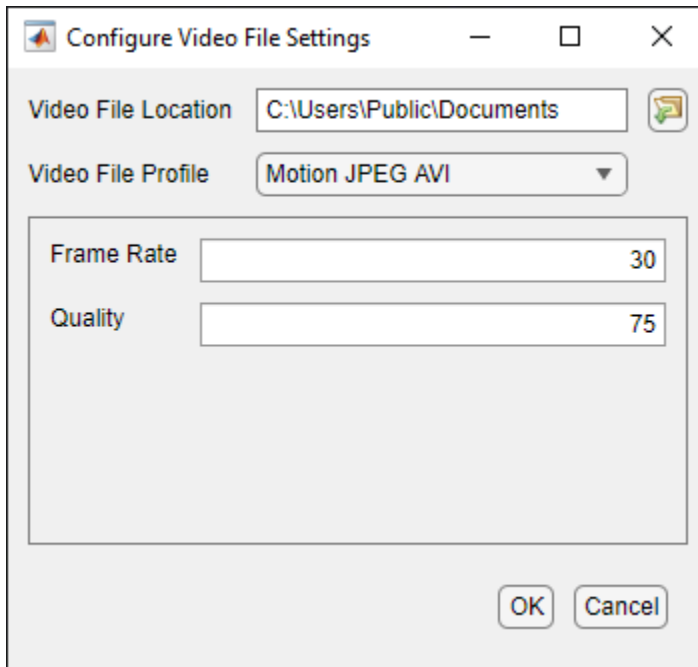 Configure Video File Settings
Video File Location C:\Users\Public\Documents
Video File Profile Motion JPEG AVI
Frame Rate 30
Quality 75
OK Cancel